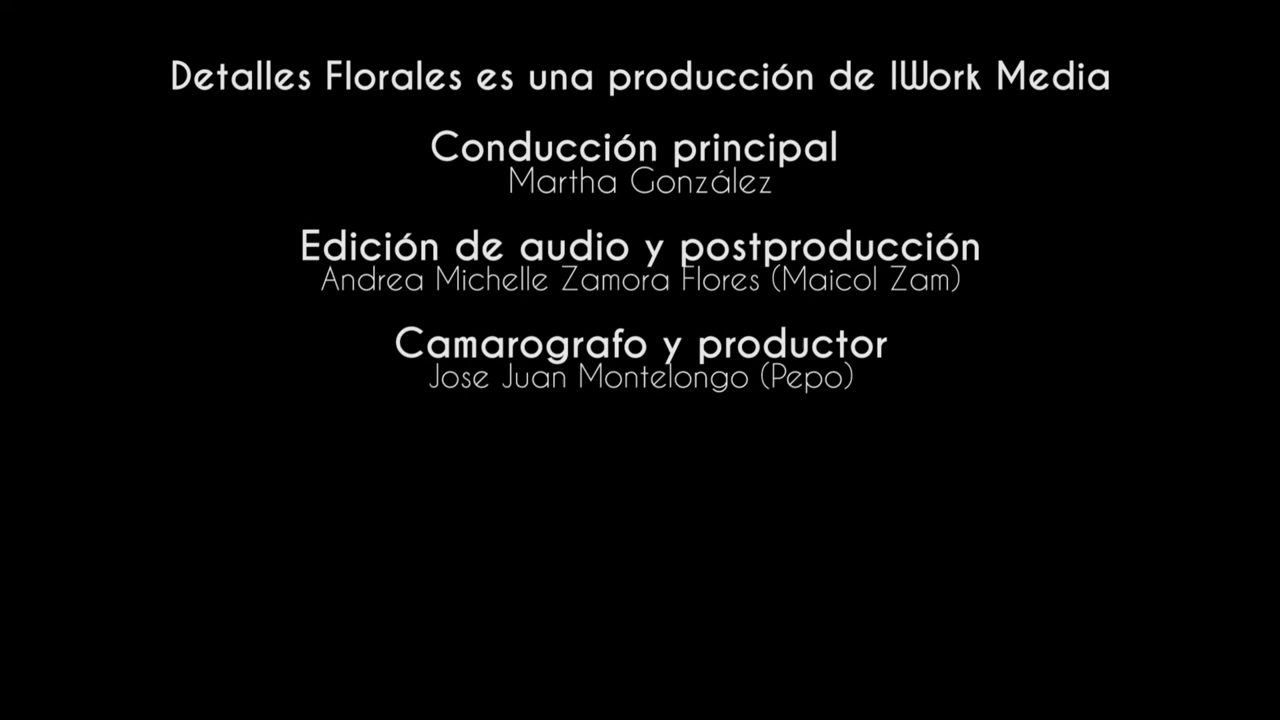 Detalles Florales es una producción de IWork Media
Conducción principal
Martha González
Edición de audio y postproducción
Andrea Michelle Zamora Flores (Maicol Zam)
Camarografo y productor
Jose Juan Montelongo (Pepo)